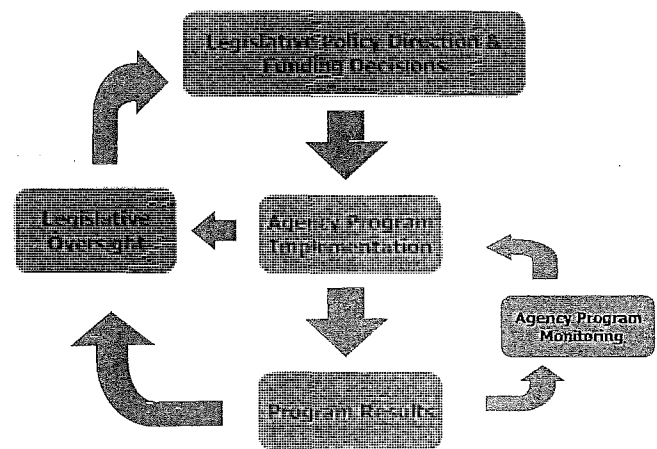 Legislative Policy Direction &
Funding Decisions
Legislative
Oversight
Agency Program
Implementation
Agency Program
Monitoring
Program Results